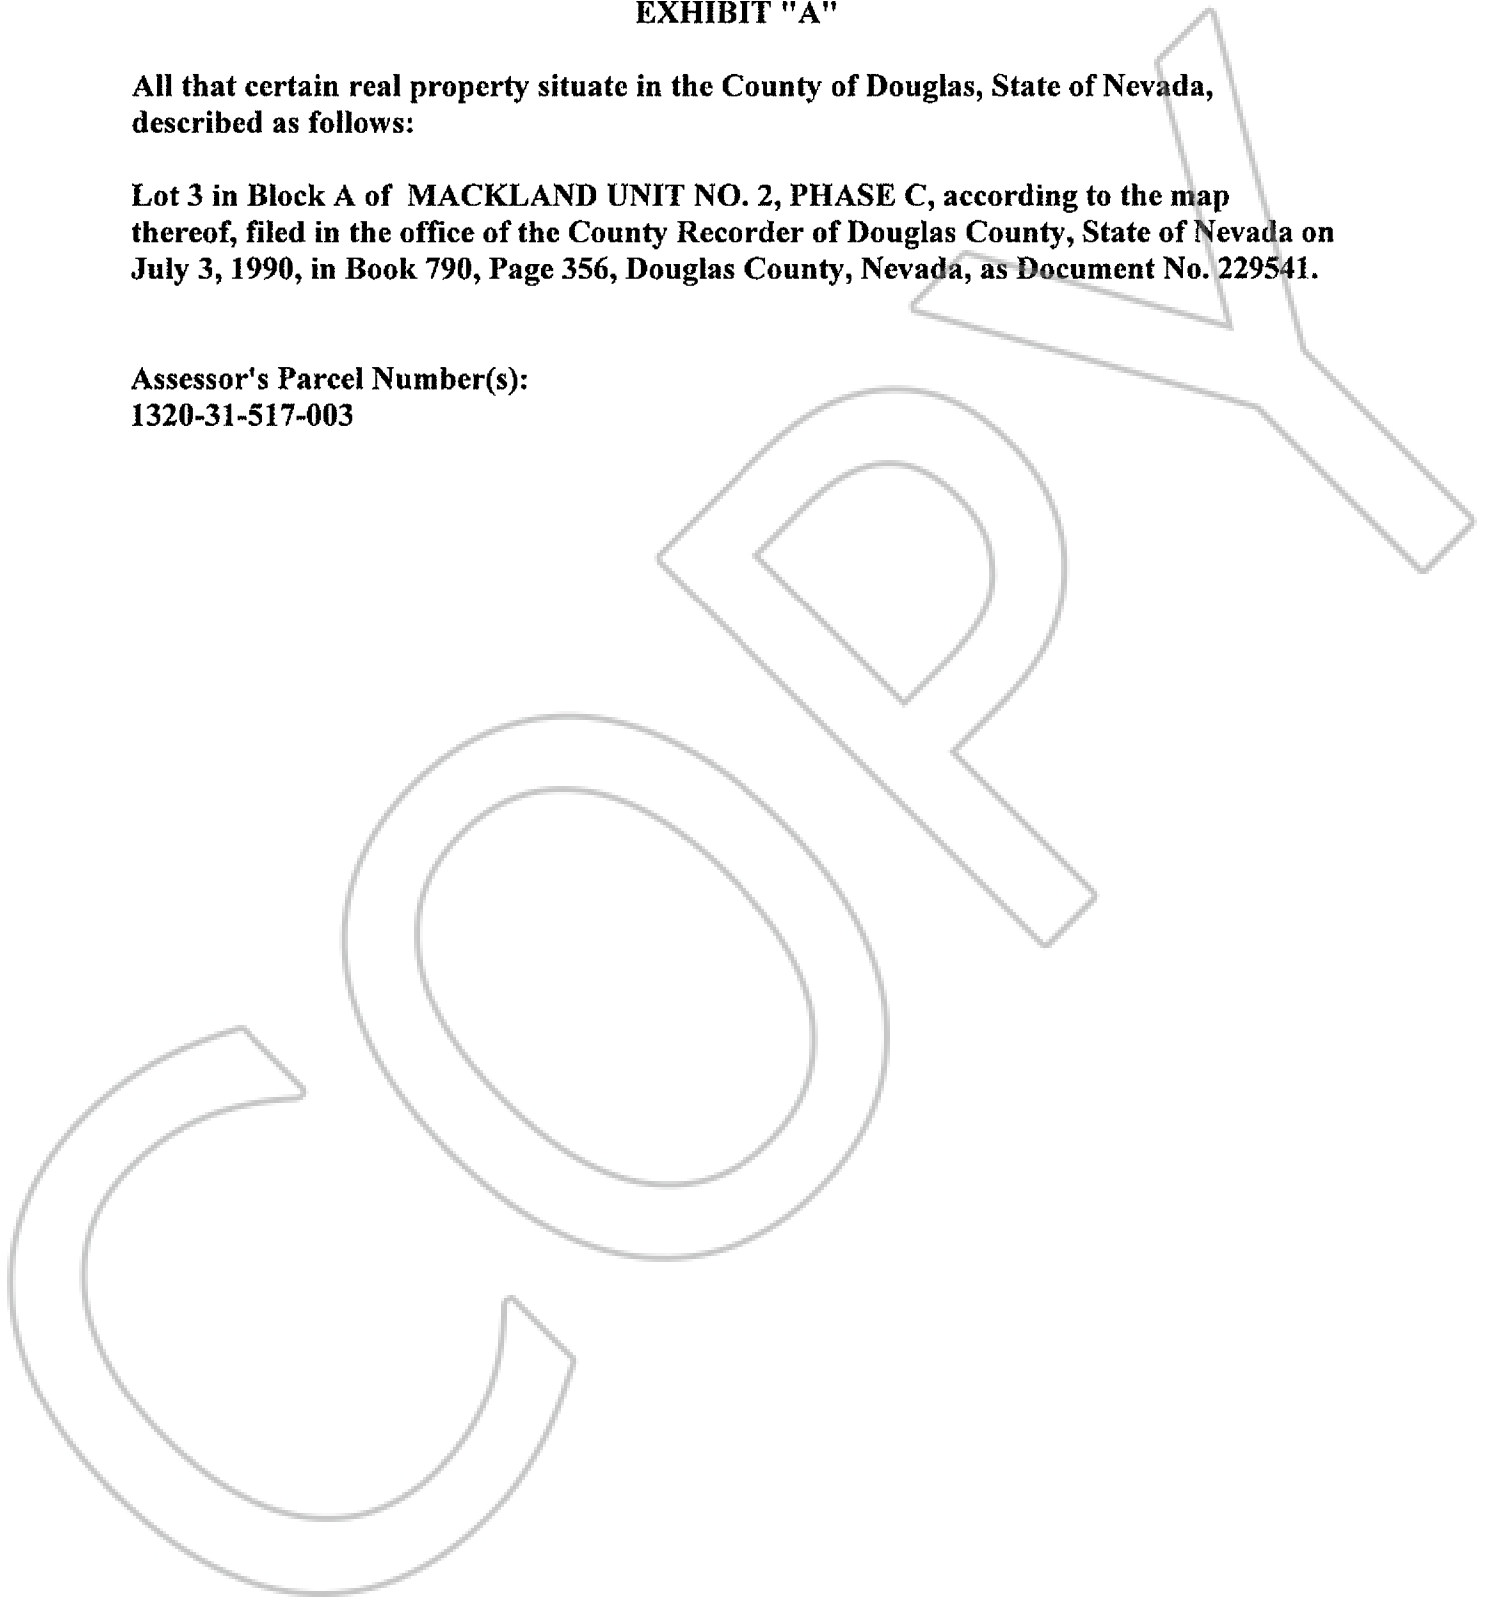 EXHIBIT "A"
All that certain real property situate in the County of Douglas, State of Nevada,
described as follows:
Lot 3 in Block A of MACKLAND UNIT NO. 2, PHASE C, according to the map
thereof, filed in the office of the County Recorder of Douglas County, State of Nevada on
July 3, 1990, in Book 790, Page 356, Douglas County, Nevada, as Document No. 229541.
Assessor's Parcel Number(s):
1320-31-517-003
COPY